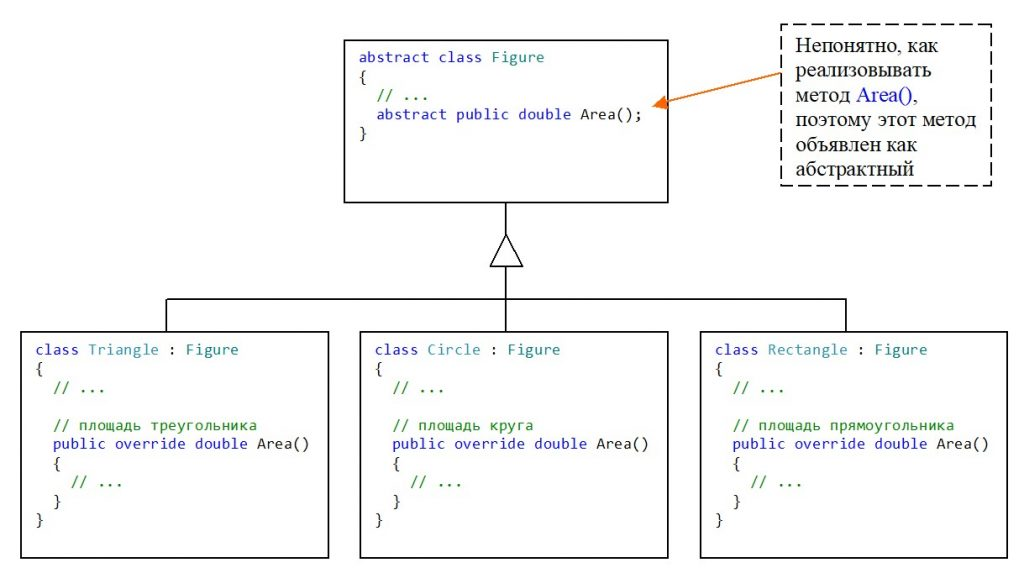 abstract class Figure
{
// ...
abstract public double Area();
}
Непонятно, как
реализовывать
метод Area(),
поэтому этот метод
объявлен как
абстрактный
class Triangle : Figure
{
// ...
// площадь треугольника
public override double Area()
{
// ...
}
}
class Circle : Figure
{
// ...
// площадь круга
public override double Area()
{
// ...
}
}
class Rectangle : Figure
{
// ...
// площадь прямоугольника
public override double Area()
{
// ...
}
}